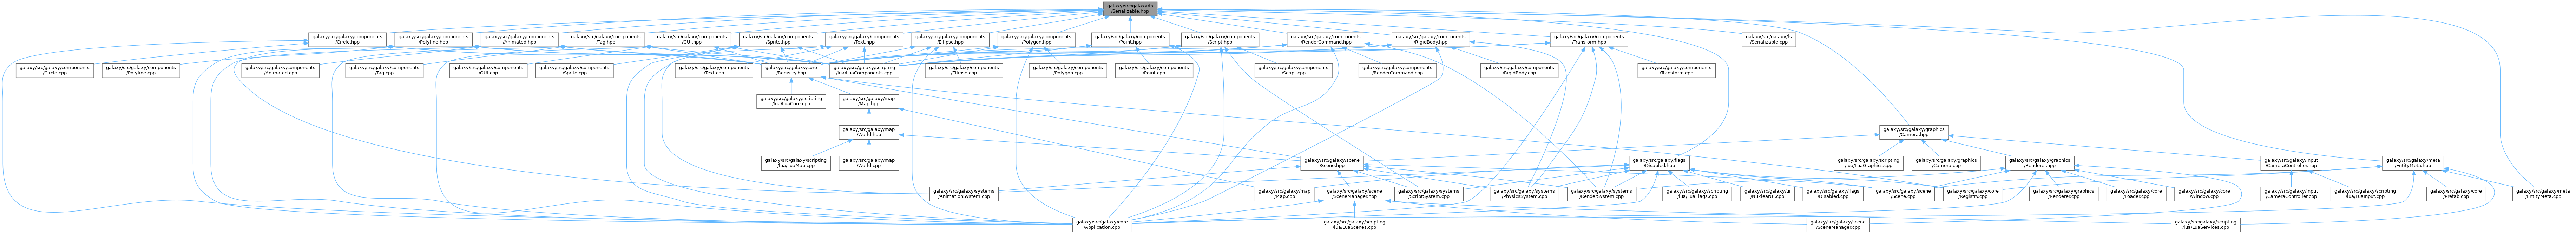 galaxy/src/galaxy/fs
/Serializable.hpp
galaxy/src/galaxy/components
/Circle.hpp
galaxy/src/galaxy/components
/Polyline.hpp
galaxy/src/galaxy/components
/Animated.hpp
galaxy/src/galaxy/components
/Tag.hpp
galaxy/src/galaxy/components
/GUI.hpp
galaxy/src/galaxy/components
/Sprite.hpp
galaxy/src/galaxy/components
/Text.hpp
galaxy/src/galaxy/components
/Ellipse.hpp
galaxy/src/galaxy/components
/Polygon.hpp
galaxy/src/galaxy/components
/Point.hpp
galaxy/src/galaxy/components
/Script.hpp
galaxy/src/galaxy/components
/RenderCommand.hpp
galaxy/src/galaxy/components
/RigidBody.hpp
galaxy/src/galaxy/components
/Transform.hpp
galaxy/src/galaxy/fs
/Serializable.cpp
galaxy/src/galaxy/components
/Circle.cpp
galaxy/src/galaxy/components
/Polyline.cpp
galaxy/src/galaxy/components
/Animated.cpp
galaxy/src/galaxy/components
/Tag.cpp
galaxy/src/galaxy/components
/GUI.cpp
galaxy/src/galaxy/components
/Sprite.cpp
galaxy/src/galaxy/components
/Text.cpp
galaxy/src/galaxy/core
/Registry.hpp
galaxy/src/galaxy/scripting
/lua/LuaComponents.cpp
galaxy/src/galaxy/components
/Ellipse.cpp
galaxy/src/galaxy/components
/Polygon.cpp
galaxy/src/galaxy/components
/Point.cpp
galaxy/src/galaxy/components
/Script.cpp
galaxy/src/galaxy/components
/RenderCommand.cpp
galaxy/src/galaxy/components
/RigidBody.cpp
galaxy/src/galaxy/components
/Transform.cpp
galaxy/src/galaxy/scripting
/lua/LuaCore.cpp
galaxy/src/galaxy/map
/Map.hpp
galaxy/src/galaxy/map
/World.hpp
galaxy/src/galaxy/graphics
/Camera.hpp
galaxy/src/galaxy/scripting
/lua/LuaMap.cpp
galaxy/src/galaxy/map
/World.cpp
galaxy/src/galaxy/scene
/Scene.hpp
galaxy/src/galaxy/flags
/Disabled.hpp
galaxy/src/galaxy/scripting
/lua/LuaGraphics.cpp
galaxy/src/galaxy/graphics
/Camera.cpp
galaxy/src/galaxy/graphics
/Renderer.hpp
galaxy/src/galaxy/input
/CameraController.hpp
galaxy/src/galaxy/meta
/EntityMeta.hpp
galaxy/src/galaxy/systems
/AnimationSystem.cpp
galaxy/src/galaxy/map
/Map.cpp
galaxy/src/galaxy/scene
/SceneManager.hpp
galaxy/src/galaxy/systems
/ScriptSystem.cpp
galaxy/src/galaxy/systems
/PhysicsSystem.cpp
galaxy/src/galaxy/systems
/RenderSystem.cpp
galaxy/src/galaxy/scripting
/lua/LuaFlags.cpp
galaxy/src/galaxy/ui
/NuklearUI.cpp
galaxy/src/galaxy/flags
/Disabled.cpp
galaxy/src/galaxy/scene
/Scene.cpp
galaxy/src/galaxy/core
/Registry.cpp
galaxy/src/galaxy/graphics
/Renderer.cpp
galaxy/src/galaxy/core
/Loader.cpp
galaxy/src/galaxy/core
/Window.cpp
galaxy/src/galaxy/input
/CameraController.cpp
galaxy/src/galaxy/scripting
/lua/LuaInput.cpp
galaxy/src/galaxy/core
/Prefab.cpp
galaxy/src/galaxy/meta
/EntityMeta.cpp
galaxy/src/galaxy/core
/Application.cpp
galaxy/src/galaxy/scripting
/lua/LuaScenes.cpp
galaxy/src/galaxy/scene
/SceneManager.cpp
galaxy/src/galaxy/scripting
/lua/LuaServices.cpp